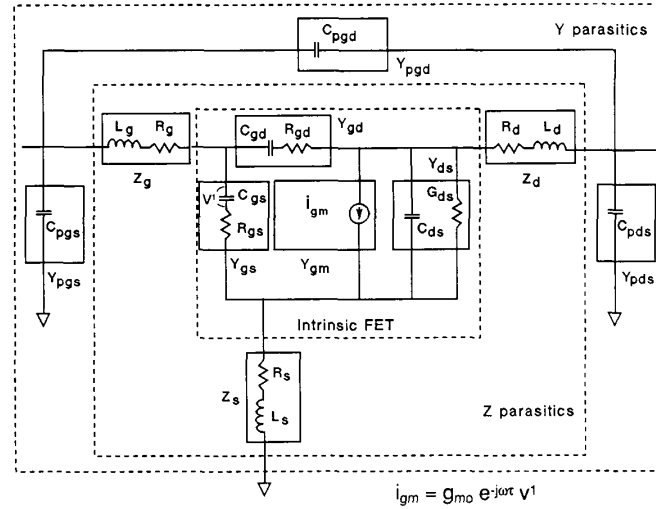 Cpgd
Y parasitics
Ypgd
Lg Rg
Zg
Cgd Rgd
Ygd
Rd Ld
Zd
Yds
V¹
Cgs
Rgs
Ygs
igm
Ygm
Gds
Cds
Cpgs
Ypgs
Cpds
Ypds
Intrinsic FET
Zs
Rs
Ls
Z parasitics
igm = gmo e^-jωτ v¹